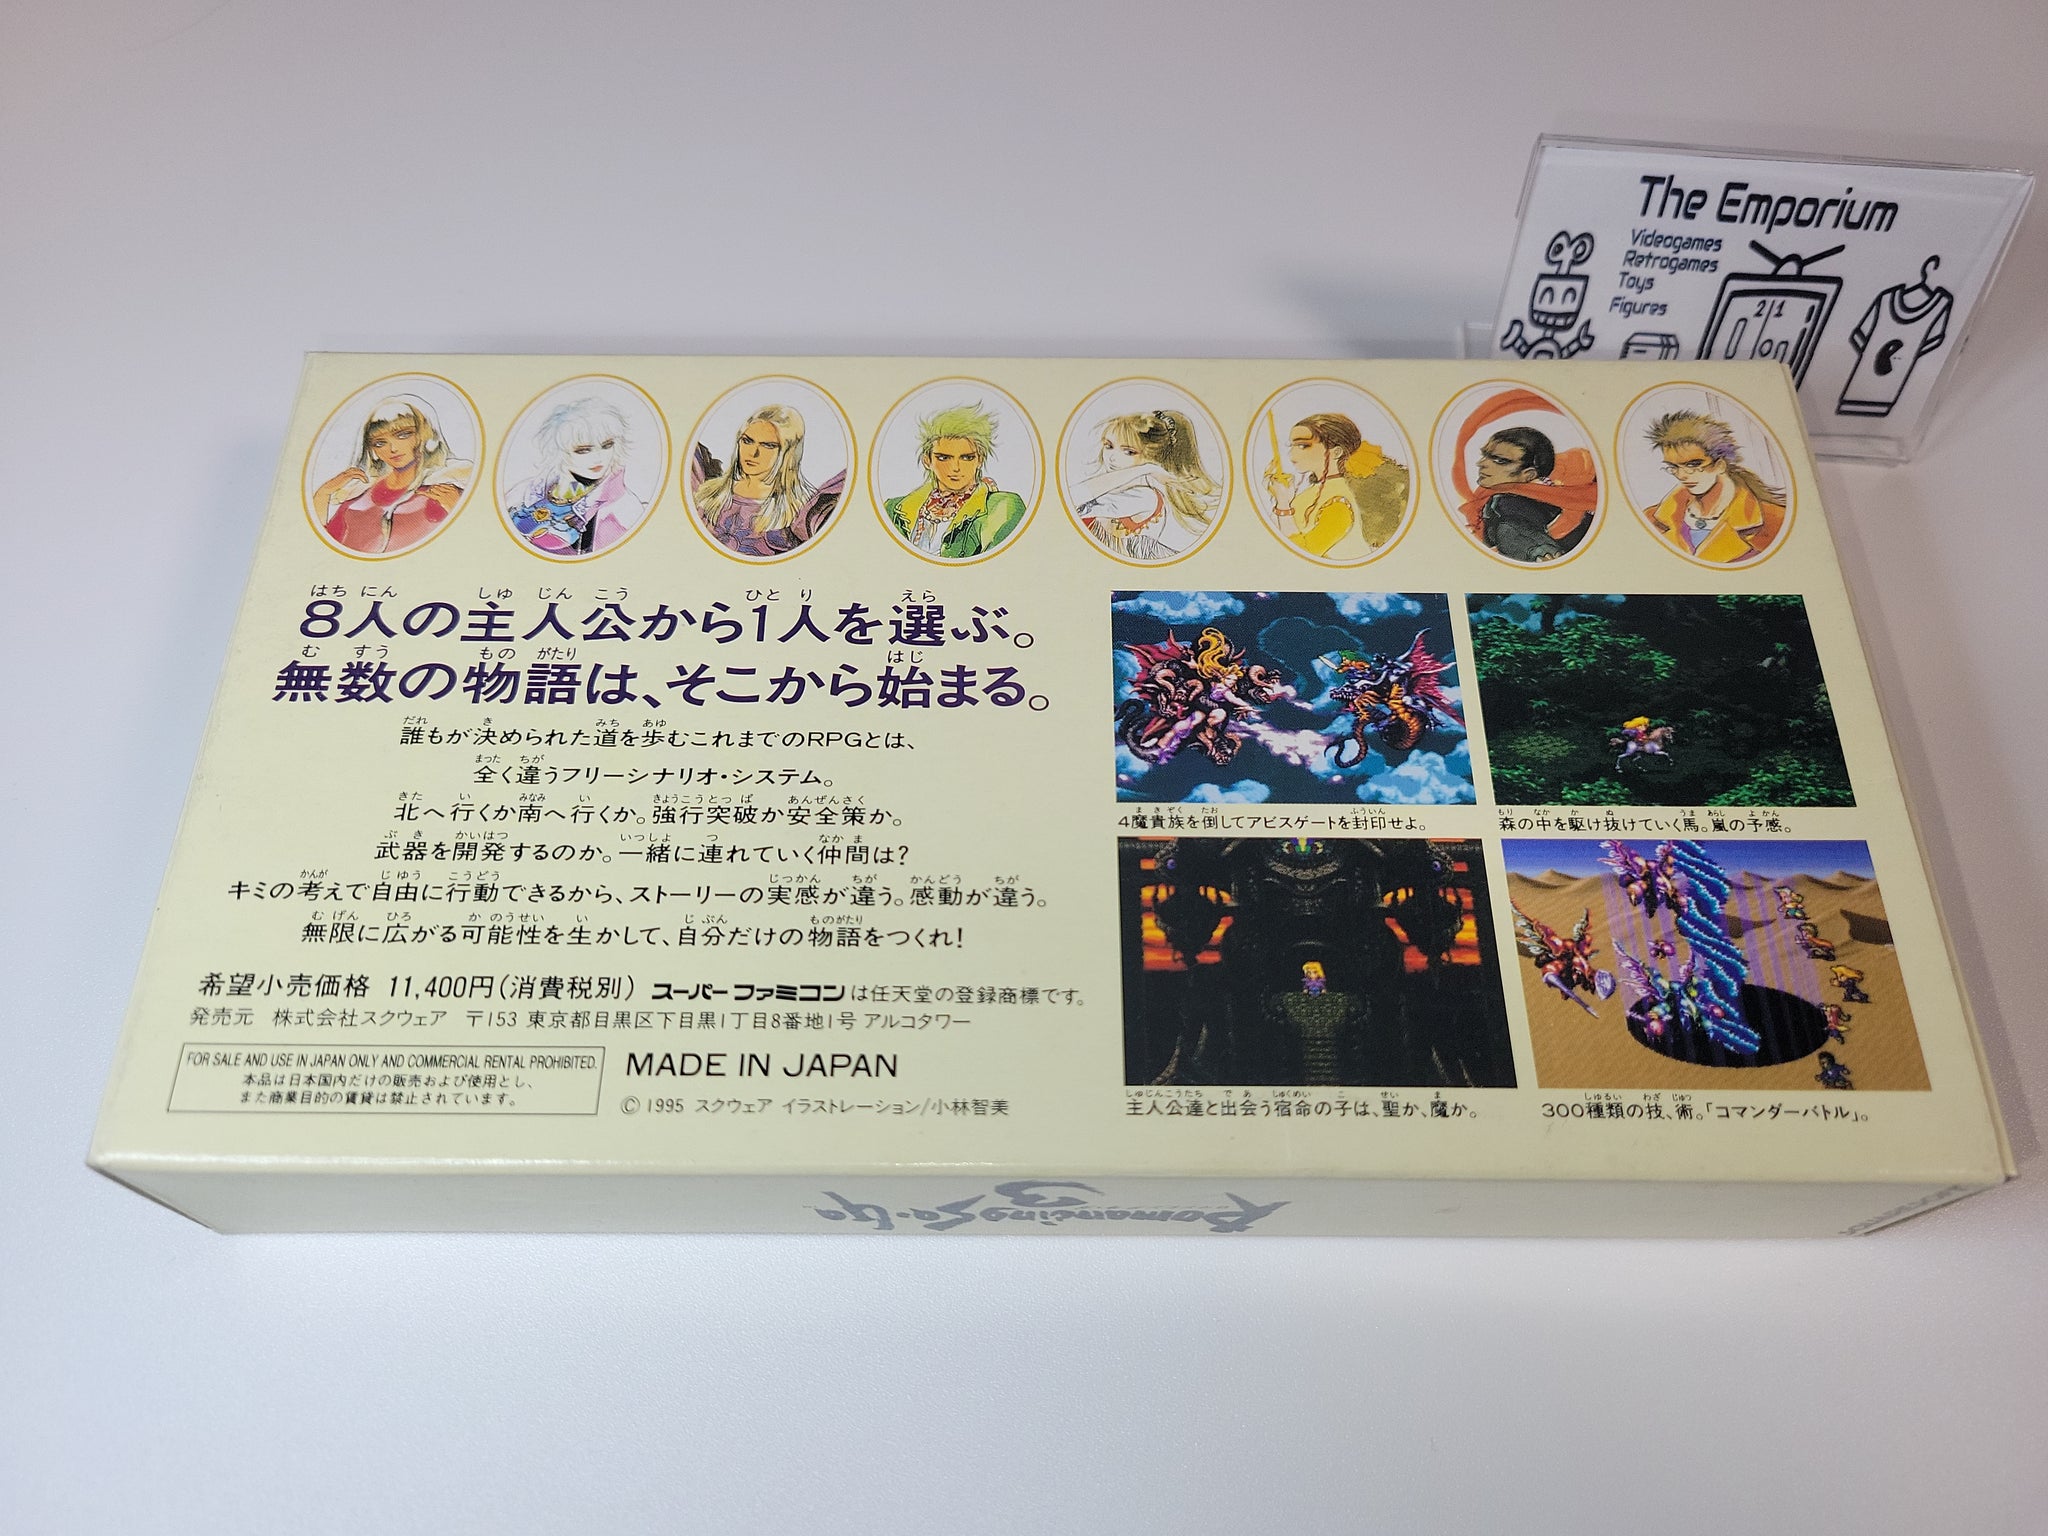 The Emporium
Videogames
Retrogames
Toys
Figures
21
8人の主人公から1人を選ぶ。
無数の物語は、そこから始まる。
誰もが決められた道を歩むこれまでのRPGとは、
全く違うフリーシナリオ・システム。
北へ行くか南へ行くか。強行突破か安全策か。
武器を開発するのか。一緒に連れていく仲間は?
キミの考えで自由に行動できるから、ストーリーの実感が違う。感動が違う。
無限に広がる可能性を生かして、自分だけの物語をつくれ!
希望小売価格 11,400円(消費税別) スーパーファミコンは任天堂の登録商標です。
発売元 株式会社スクウェア 〒153 東京都目黒区下目黒1丁目8番地1号 アルコタワー
FOR SALE AND USE IN JAPAN ONLY AND COMMERCIAL RENTAL PROHIBITED.
本品は日本国内だけの販売および使用とし、
また商業目的の賃貸は禁止されています。
MADE IN JAPAN
© 1995 スクウェア イラストレーション/小林智美
4魔貴族を倒してアビスゲートを封印せよ。
森の中を駆け抜けていく馬。嵐の予感。
主人公達と出会う宿命の子は、聖か、魔か。
300種類の技、術。「コマンダーバトル」。
Romancing Sa・Ga
3